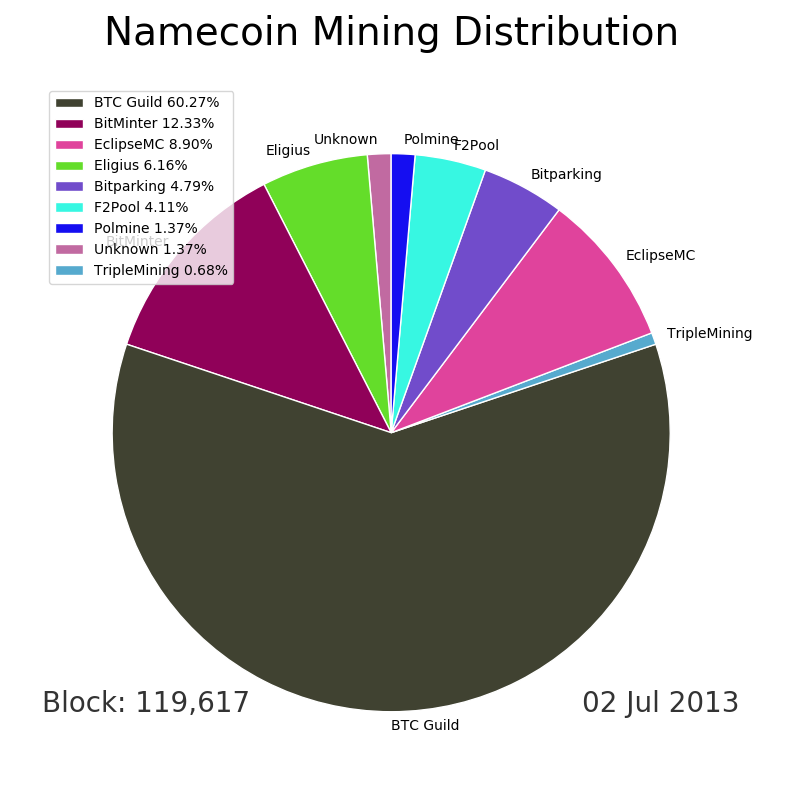 Namecoin Mining Distribution
BTC Guild 60.27%
BitMinter 12.33%
EclipseMC 8.90%
Eligius 6.16%
Bitparking 4.79%
F2Pool 4.11%
Polmine 1.37%
Unknown 1.37%
TripleMining 0.68%
Unknown
Polmine
F2Pool
Eligius
Bitparking
BitMinter
EclipseMC
TripleMining
Block: 119,617
02 Jul 2013
BTC Guild